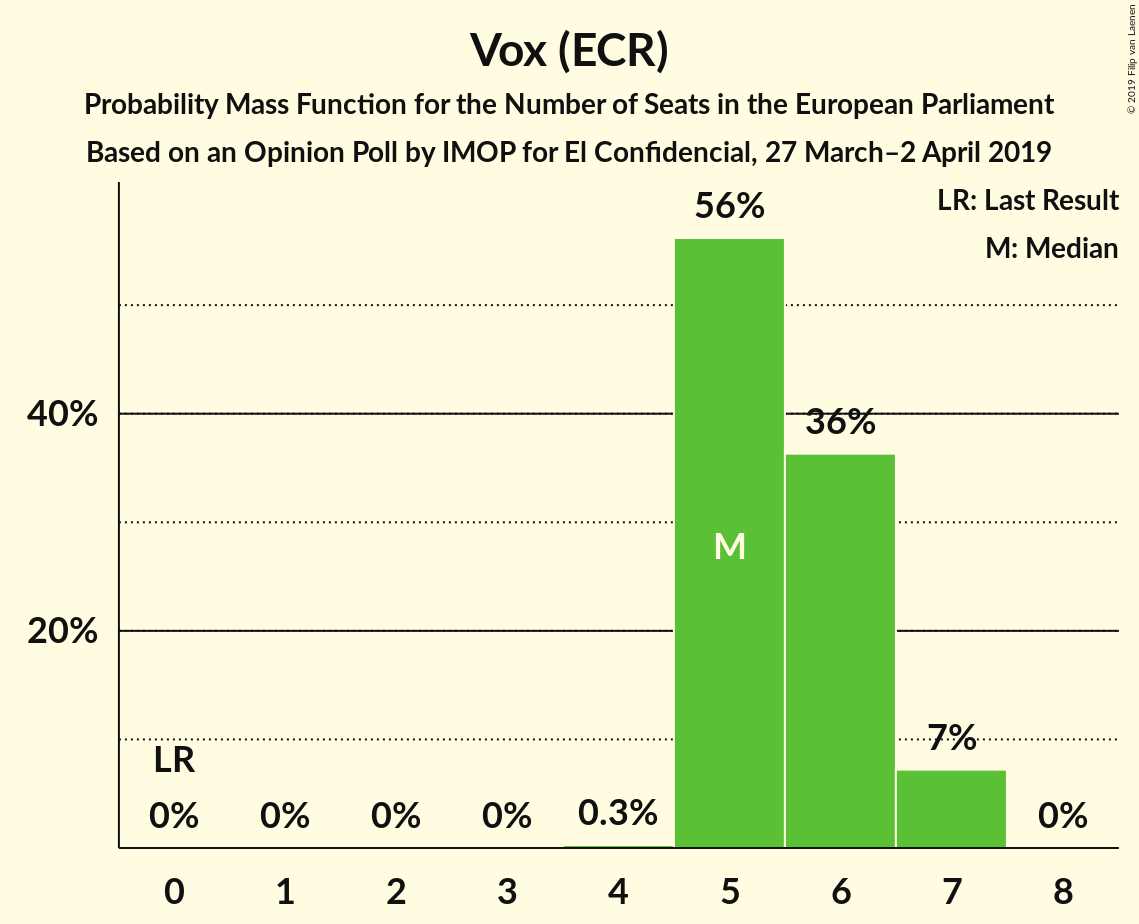 Vox (ECR)
Probability Mass Function for the Number of Seats in the European Parliament
Based on an Opinion Poll by IMOP for El Confidencial, 27 March–2 April 2019
© 2019 Filip van Laenen
LR: Last Result
M: Median
56%
40%
36%
M
20%
7%
LR
0% 0% 0% 0% 0.3% 0%
0 1 2 3 4 5 6 7 8